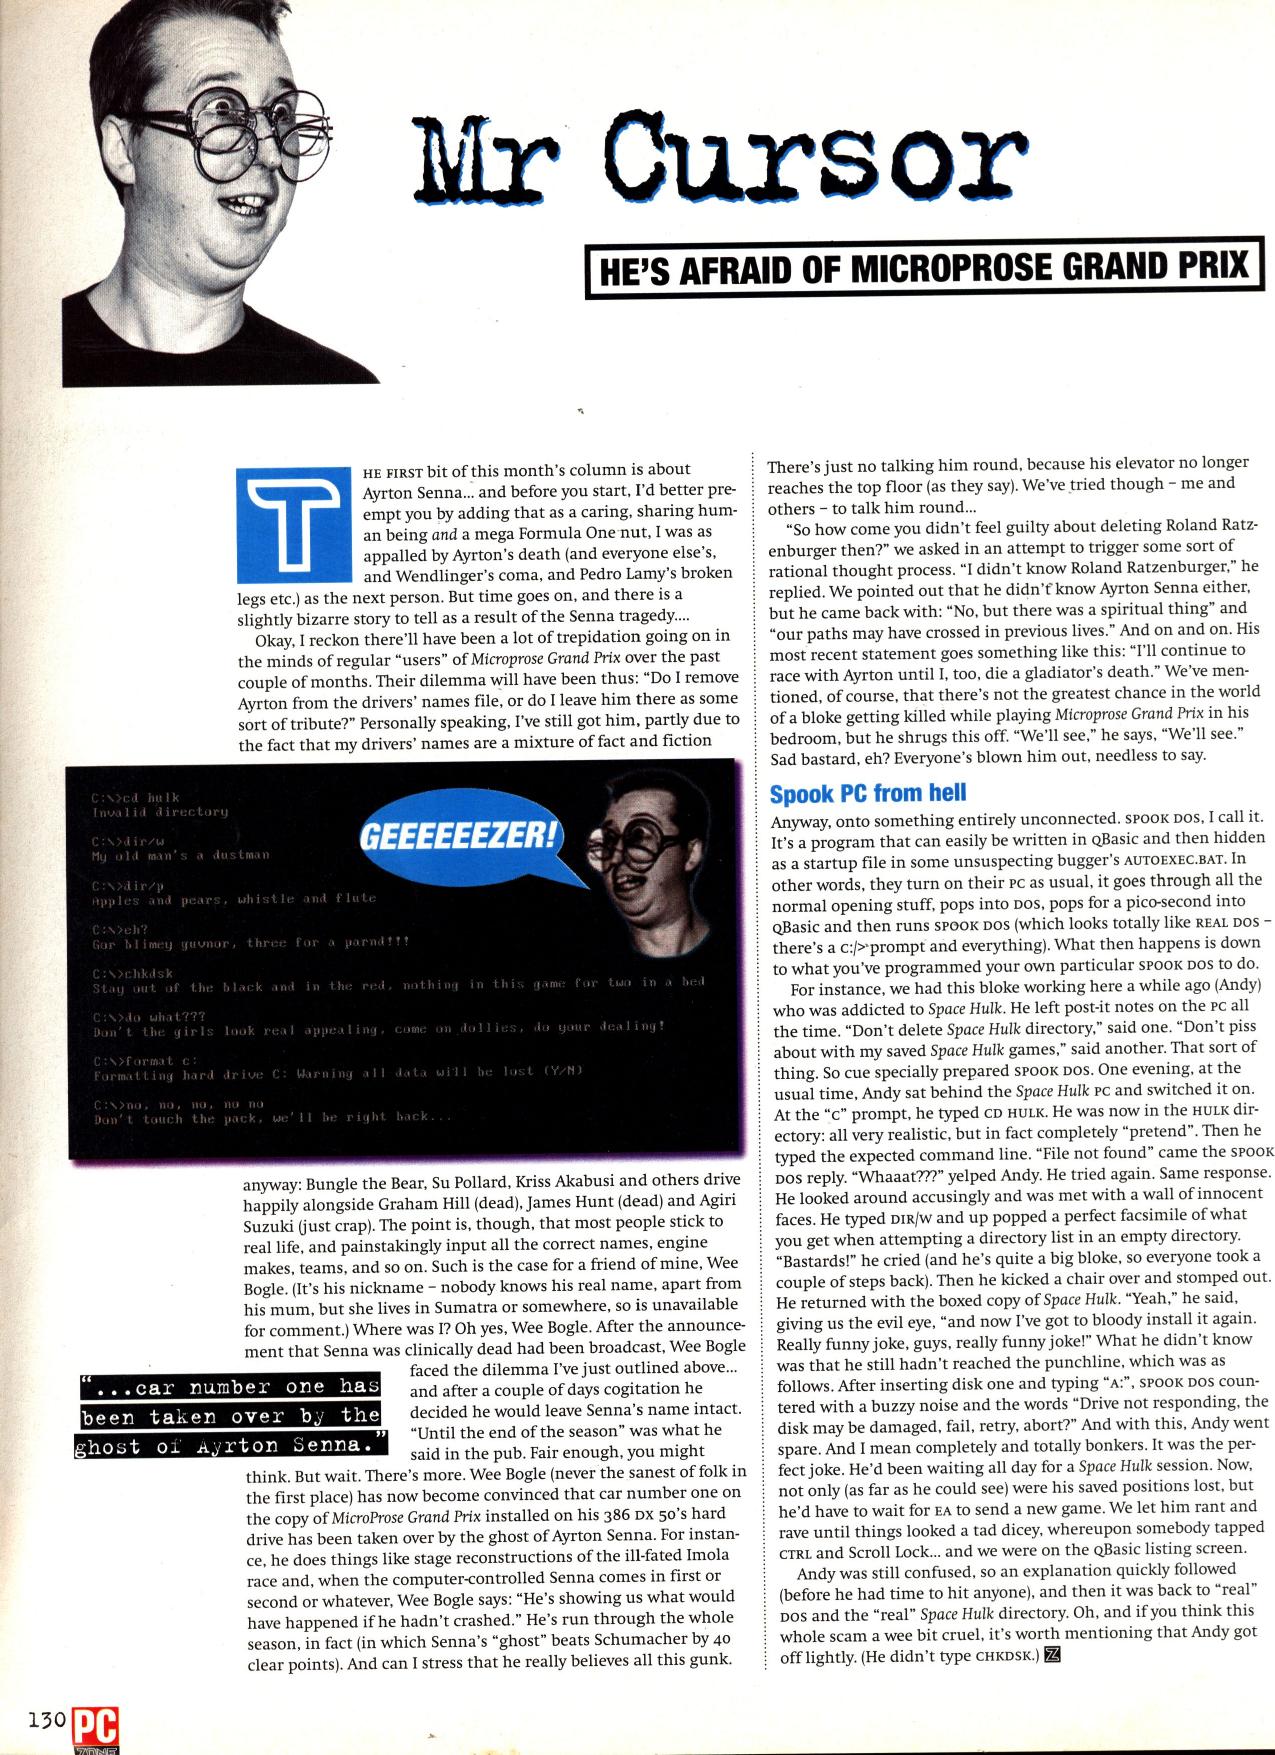 Mr Cursor
HE'S AFRAID OF MICROPROSE GRAND PRIX
THE FIRST bit of this month's column is about
Ayrton Senna... and before you start, I'd better pre-
empt you by adding that as a caring, sharing hum-
an being and a mega Formula One nut, I was as
appalled by Ayrton's death (and everyone else's,
and Wendlinger's coma, and Pedro Lamy's broken
legs etc.) as the next person. But time goes on, and there is a
slightly bizarre story to tell as a result of the Senna tragedy....
Okay, I reckon there'll have been a lot of trepidation going on in
the minds of regular “users” of Microprose Grand Prix over the past
couple of months. Their dilemma will have been thus: “Do I remove
Ayrton from the drivers' names file, or do I leave him there as some
sort of tribute?” Personally speaking, I've still got him, partly due to
the fact that my drivers' names are a mixture of fact and fiction
C:\>cd hulk
Invalid directory
C:\>dir/w
My old man's a dustman
C:\>dir/p
Apples and pears, whistle and flute
C:\>eh?
Gor blimey guvnor, three for a parnd!!!
C:\>chkdsk
Stay out of the black and in the red, nothing in this game for two in a bed
C:\>do what???
Don't the girls look real appealing, come on dollies, do your dealing!
C:\>format c:
Formatting hard drive C: Warning all data will be lost (Y/N)
C:\>no, no, no, no no
Don't touch the pack, we'll be right back...
GEEEEEEZER!
anyway: Bungle the Bear, Su Pollard, Kriss Akabusi and others drive
happily alongside Graham Hill (dead), James Hunt (dead) and Agiri
Suzuki (just crap). The point is, though, that most people stick to
real life, and painstakingly input all the correct names, engine
makes, teams, and so on. Such is the case for a friend of mine, Wee
Bogle. (It's his nickname – nobody knows his real name, apart from
his mum, but she lives in Sumatra or somewhere, so is unavailable
for comment.) Where was I? Oh yes, Wee Bogle. After the announce-
ment that Senna was clinically dead had been broadcast, Wee Bogle
faced the dilemma I've just outlined above...
and after a couple of days cogitation he
decided he would leave Senna's name intact.
“Until the end of the season” was what he
said in the pub. Fair enough, you might
think. But wait. There's more. Wee Bogle (never the sanest of folk in
the first place) has now become convinced that car number one on
the copy of MicroProse Grand Prix installed on his 386 DX 50's hard
drive has been taken over by the ghost of Ayrton Senna. For instan-
ce, he does things like stage reconstructions of the ill-fated Imola
race and, when the computer-controlled Senna comes in first or
second or whatever, Wee Bogle says: “He's showing us what would
have happened if he hadn't crashed.” He's run through the whole
season, in fact (in which Senna's “ghost” beats Schumacher by 40
clear points). And can I stress that he really believes all this gunk.
“...car number one has
been taken over by the
ghost of Ayrton Senna.”
There's just no talking him round, because his elevator no longer
reaches the top floor (as they say). We've tried though – me and
others – to talk him round...
“So how come you didn't feel guilty about deleting Roland Ratz-
enburger then?” we asked in an attempt to trigger some sort of
rational thought process. “I didn't know Roland Ratzenburger,” he
replied. We pointed out that he didn't know Ayrton Senna either,
but he came back with: “No, but there was a spiritual thing” and
“our paths may have crossed in previous lives.” And on and on. His
most recent statement goes something like this: “I'll continue to
race with Ayrton until I, too, die a gladiator's death.” We've men-
tioned, of course, that there's not the greatest chance in the world
of a bloke getting killed while playing Microprose Grand Prix in his
bedroom, but he shrugs this off. “We'll see,” he says, “We'll see.”
Sad bastard, eh? Everyone's blown him out, needless to say.
Spook PC from hell
Anyway, onto something entirely unconnected. SPOOK DOS, I call it.
It's a program that can easily be written in QBasic and then hidden
as a startup file in some unsuspecting bugger's AUTOEXEC.BAT. In
other words, they turn on their PC as usual, it goes through all the
normal opening stuff, pops into DOS, pops for a pico-second into
QBasic and then runs SPOOK DOS (which looks totally like REAL DOS –
there's a C:/> prompt and everything). What then happens is down
to what you've programmed your own particular SPOOK DOS to do.
For instance, we had this bloke working here a while ago (Andy)
who was addicted to Space Hulk. He left post-it notes on the PC all
the time. “Don't delete Space Hulk directory,” said one. “Don't piss
about with my saved Space Hulk games,” said another. That sort of
thing. So cue specially prepared SPOOK DOS. One evening, at the
usual time, Andy sat behind the Space Hulk PC and switched it on.
At the “C” prompt, he typed CD HULK. He was now in the HULK dir-
ectory: all very realistic, but in fact completely “pretend”. Then he
typed the expected command line. “File not found” came the SPOOK
DOS reply. “Whaaat???” yelped Andy. He tried again. Same response.
He looked around accusingly and was met with a wall of innocent
faces. He typed DIR/W and up popped a perfect facsimile of what
you get when attempting a directory list in an empty directory.
“Bastards!” he cried (and he's quite a big bloke, so everyone took a
couple of steps back). Then he kicked a chair over and stomped out.
He returned with the boxed copy of Space Hulk. “Yeah,” he said,
giving us the evil eye, “and now I've got to bloody install it again.
Really funny joke, guys, really funny joke!” What he didn't know
was that he still hadn't reached the punchline, which was as
follows. After inserting disk one and typing “A:”, SPOOK DOS coun-
tered with a buzzy noise and the words “Drive not responding, the
disk may be damaged, fail, retry, abort?” And with this, Andy went
spare. And I mean completely and totally bonkers. It was the per-
fect joke. He'd been waiting all day for a Space Hulk session. Now,
not only (as far as he could see) were his saved positions lost, but
he'd have to wait for EA to send a new game. We let him rant and
rave until things looked a tad dicey, whereupon somebody tapped
CTRL and Scroll Lock... and we were on the QBasic listing screen.
Andy was still confused, so an explanation quickly followed
(before he had time to hit anyone), and then it was back to “real”
DOS and the “real” Space Hulk directory. Oh, and if you think this
whole scam a wee bit cruel, it's worth mentioning that Andy got
off lightly. (He didn't type CHKDSK.) Z
130 PC
ZONE